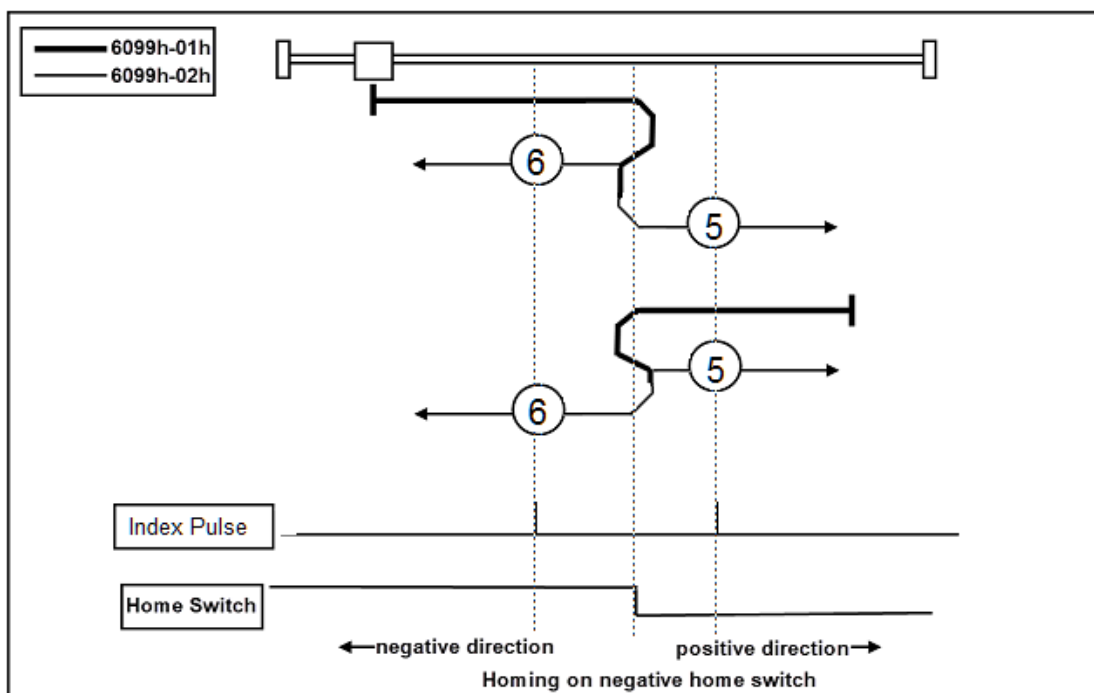 6099h-01h
6099h-02h
6
5
5
6
Index Pulse
Home Switch
negative direction
positive direction
Homing on negative home switch